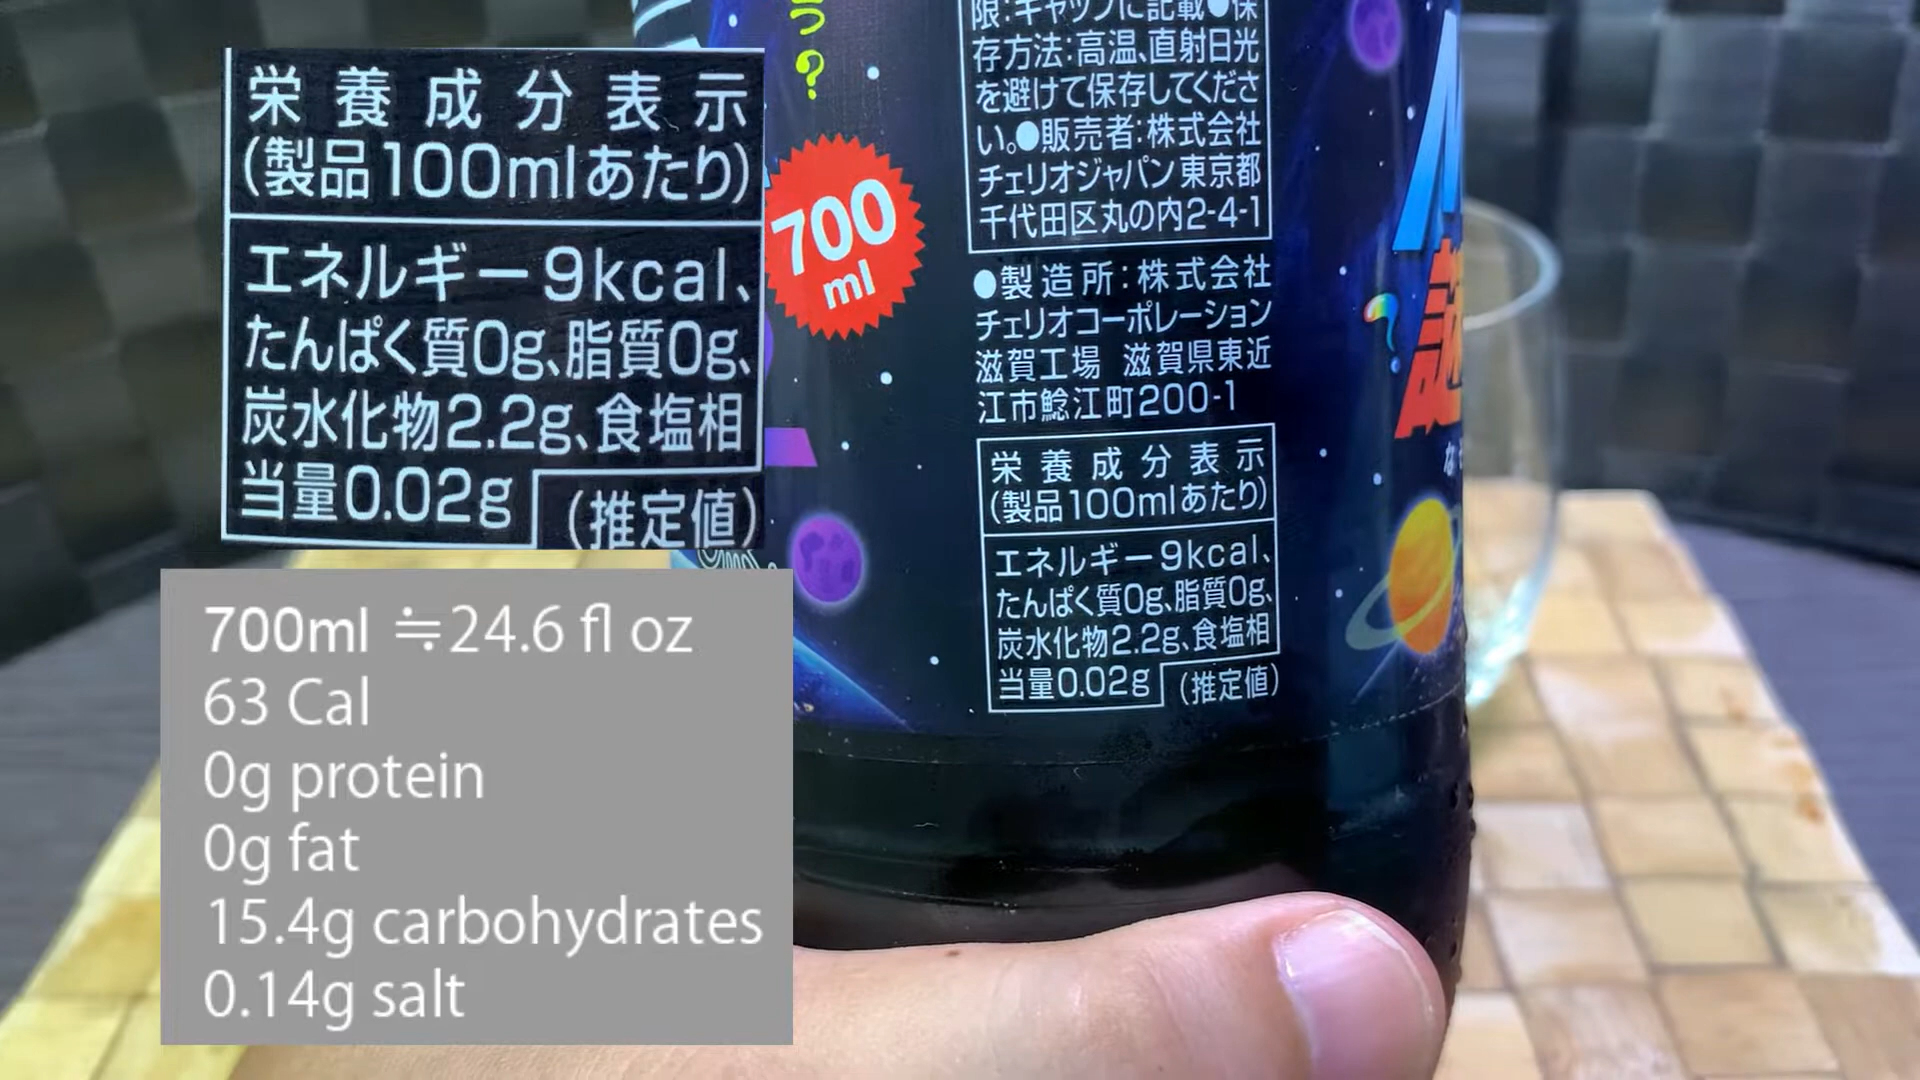 栄養成分表示
(製品100mlあたり)
エネルギー9kcal、
たんぱく質0g、脂質0g、
炭水化物2.2g、食塩相
当量0.02g
(推定値)
700ml ≒24.6 fl oz
63 Cal
0g protein
0g fat
15.4g carbohydrates
0.14g salt
?
700
ml
限:キャップに記載●保
存方法:高温、直射日光
を避けて保存してくださ
い。●販売者:株式会社
チェリオジャパン 東京都
千代田区丸の内2-4-1
●製造所:株式会社
チェリオコーポレーション
滋賀工場 滋賀県東近
江市鯰江町200-1
栄養成分表示
(製品100mlあたり)
エネルギー9kcal、
たんぱく質0g、脂質0g、
炭水化物2.2g、食塩相
当量0.02g
(推定値)
?